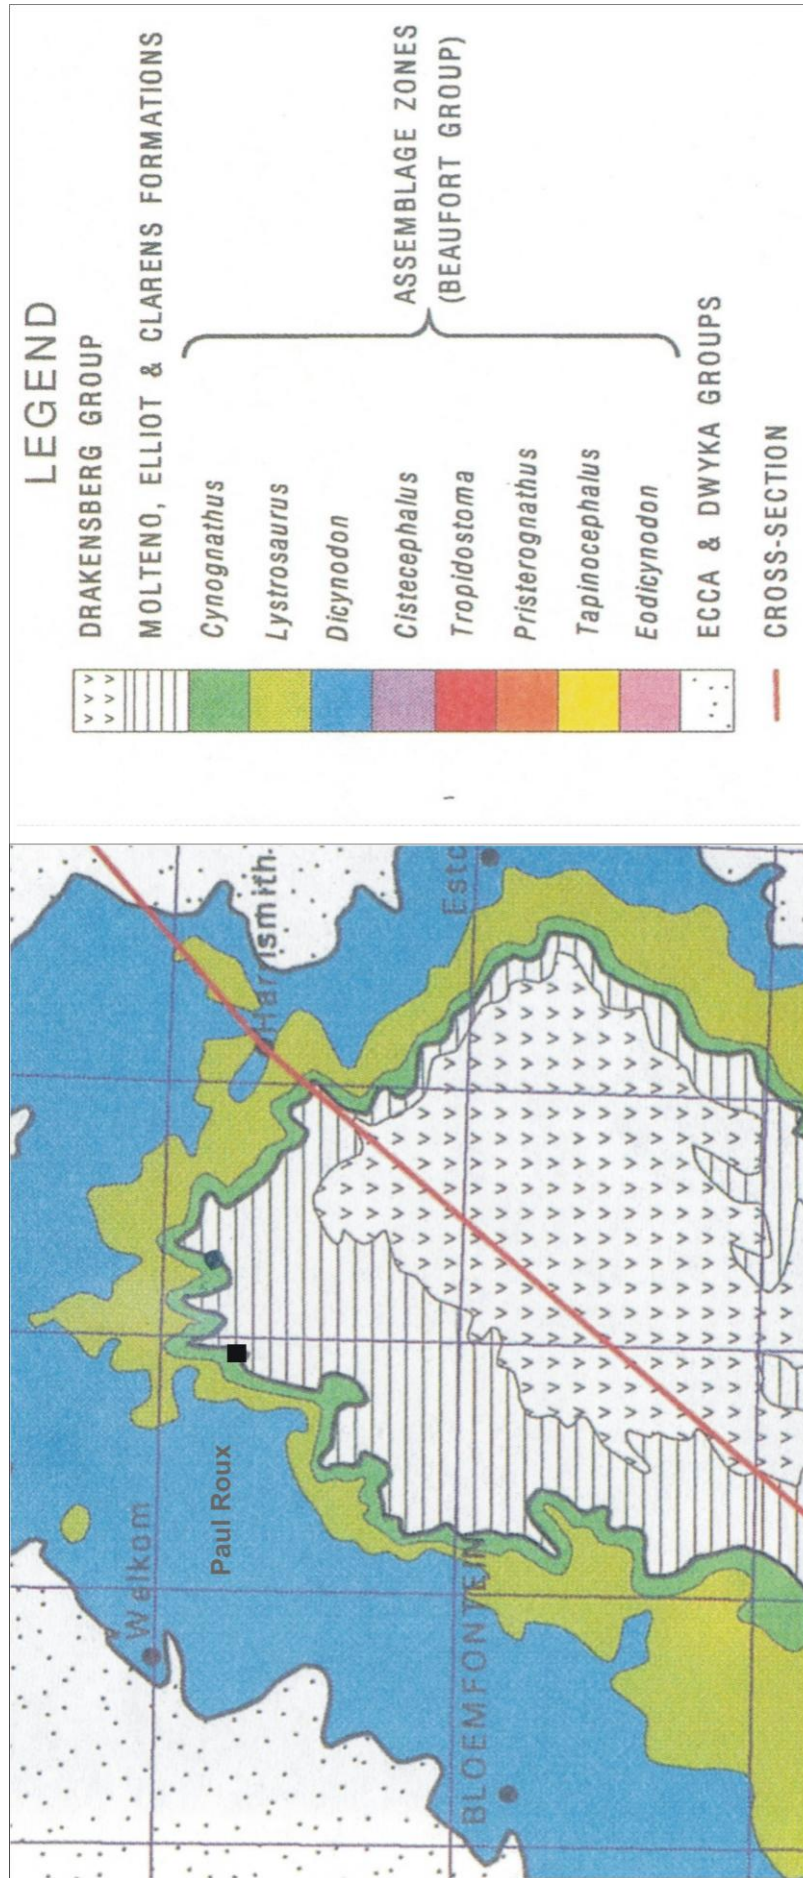 LEGEND
DRAKENSBERG GROUP
MOLTENO, ELLIOT & CLARENS FORMATIONS
Cynognathus
Lystrosaurus
Dicynodon
Cistecephalus
Tropidostoma
Pristerognathus
Tapinocephalus
Eodicynodon
ASSEMBLAGE ZONES
(BEAUFORT GROUP)
ECCA & DWYKA GROUPS
CROSS-SECTION
Harrismith
Estc
Welkom
Paul Roux
BLOEMFONTEIN